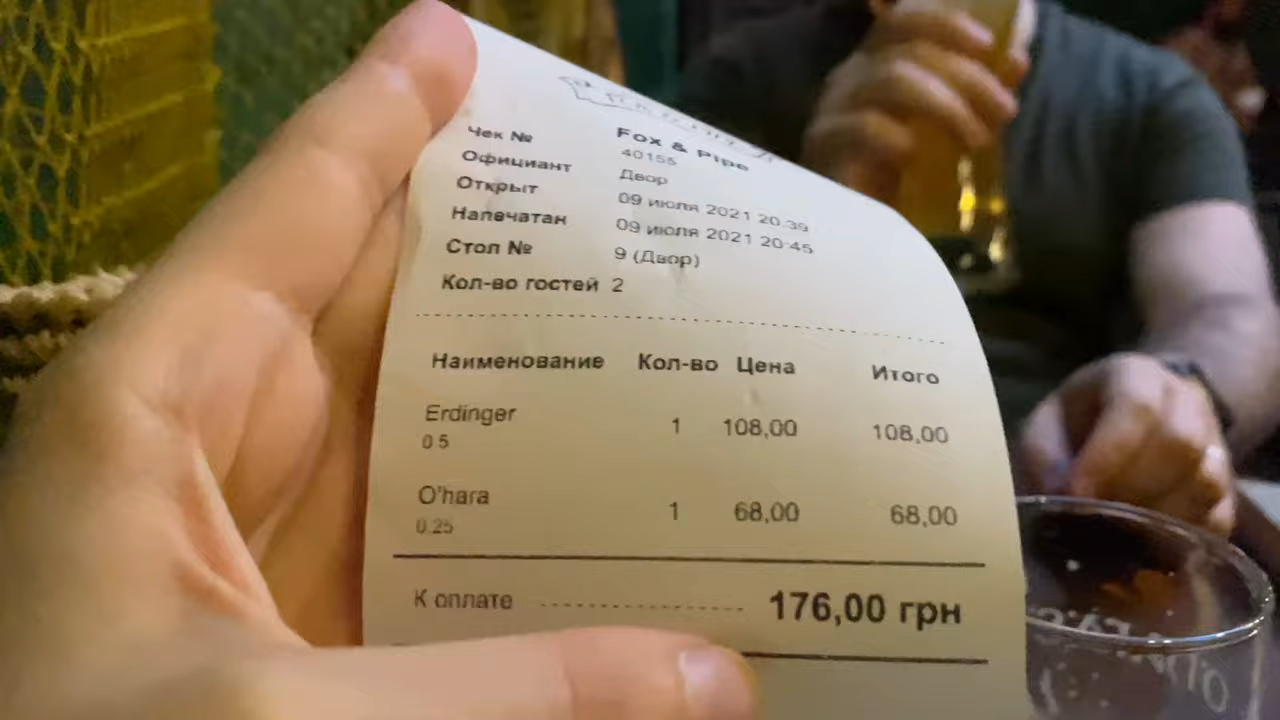 Fox & Pipe
Чек № 40155
Официант Двор
Открыт 09 июля 2021 20:39
Напечатан 09 июля 2021 20:45
Стол № 9 (Двор)
Кол-во гостей 2
Наименование Кол-во Цена Итого
Erdinger 1 108,00 108,00
0.5
O'hara 1 68,00 68,00
0.25
К оплате 176,00 грн